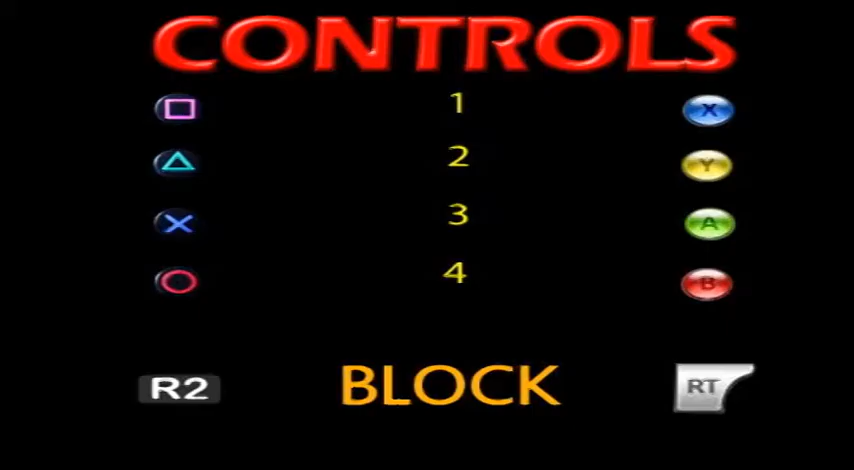 CONTROLS
1 X
2 Y
3 A
4 B
R2 BLOCK RT